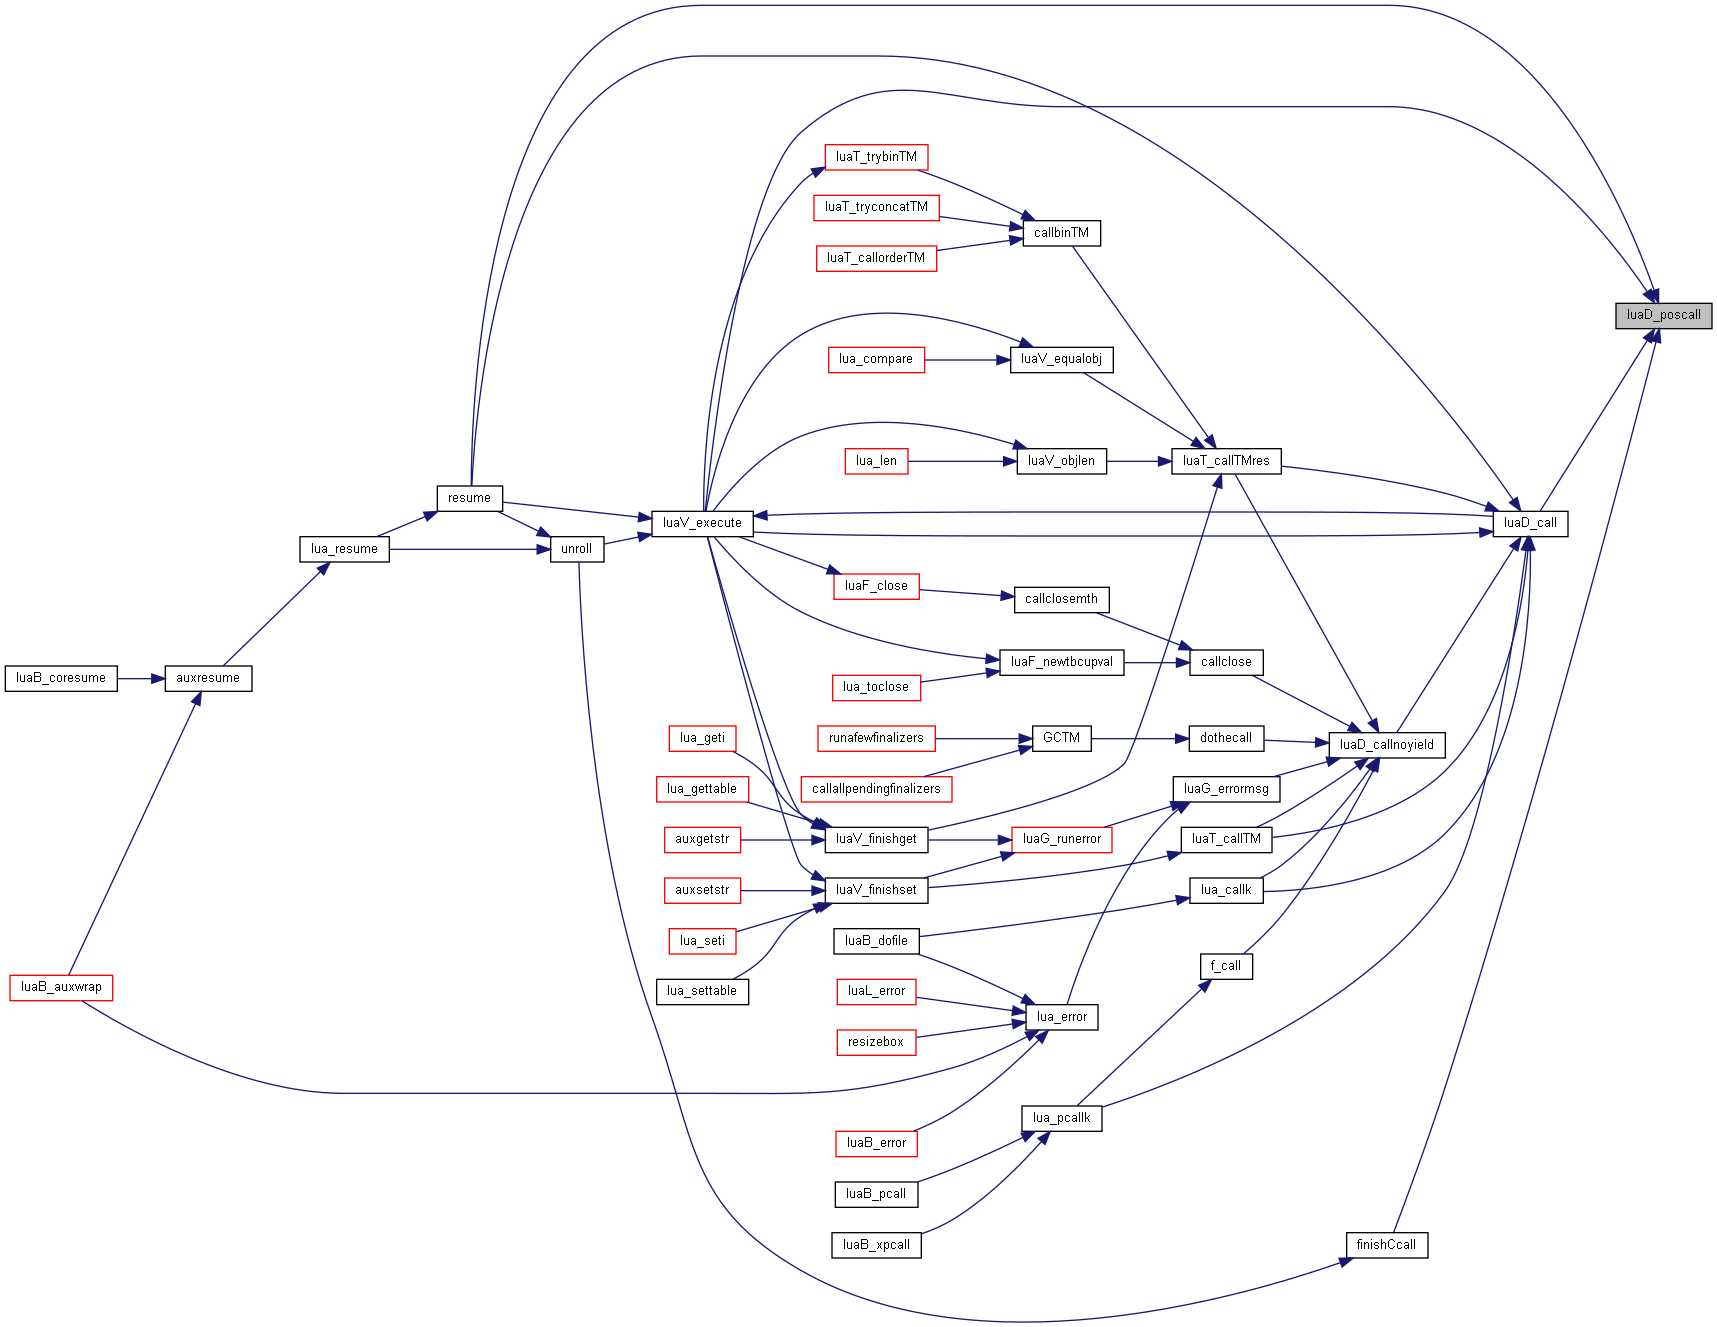 luaD_poscall
luaT_trybinTM
luaT_tryconcatTM
callbinTM
luaT_callorderTM
lua_compare
luaV_equalobj
lua_len
luaV_objlen
luaT_callTMres
resume
luaV_execute
luaD_call
lua_resume
unroll
luaF_close
callclosemth
luaB_coresume
auxresume
luaF_newtbcupval
callclose
lua_toclose
lua_geti
runafewfinalizers
GCTM
dothecall
luaD_callnoyield
lua_gettable
callallpendingfinalizers
luaG_errormsg
auxgetstr
luaV_finishget
luaG_runerror
luaT_callTM
auxsetstr
luaV_finishset
lua_callk
lua_seti
luaB_dofile
f_call
luaB_auxwrap
lua_settable
luaL_error
lua_error
resizebox
lua_pcallk
luaB_error
luaB_pcall
luaB_xpcall
finishCcall